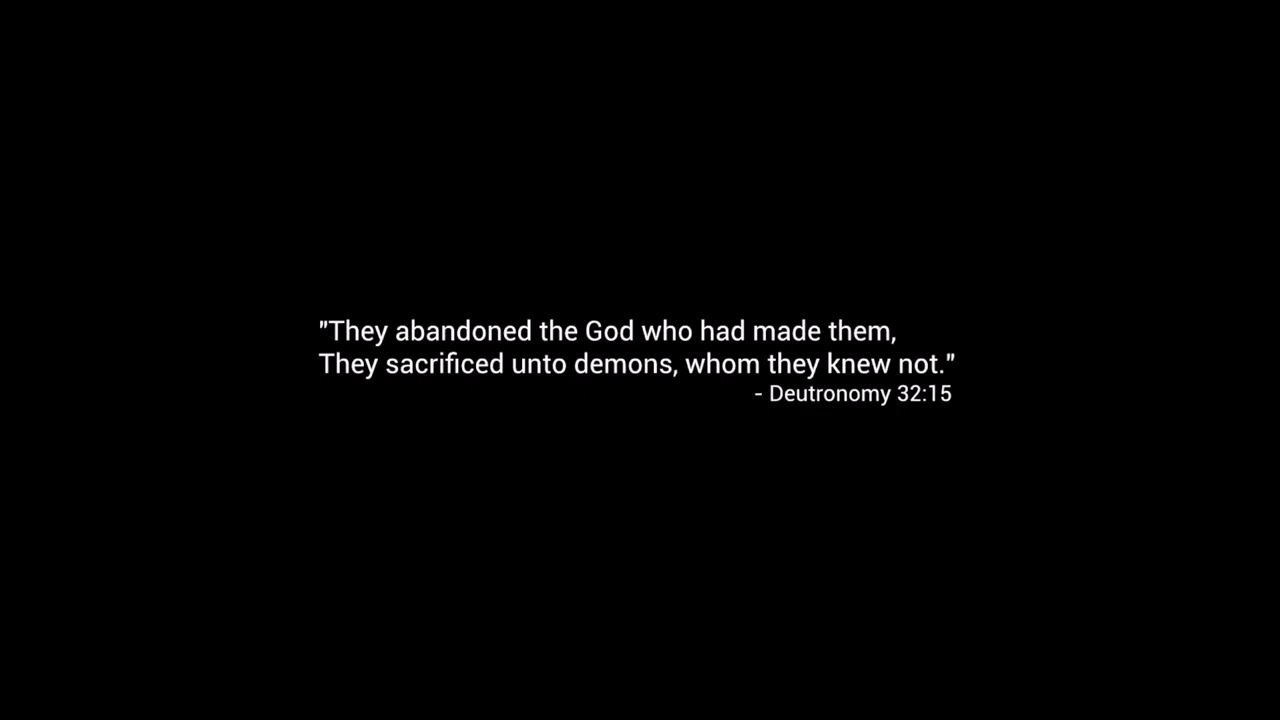 "They abandoned the God who had made them,
They sacrificed unto demons, whom they knew not."
- Deutronomy 32:15